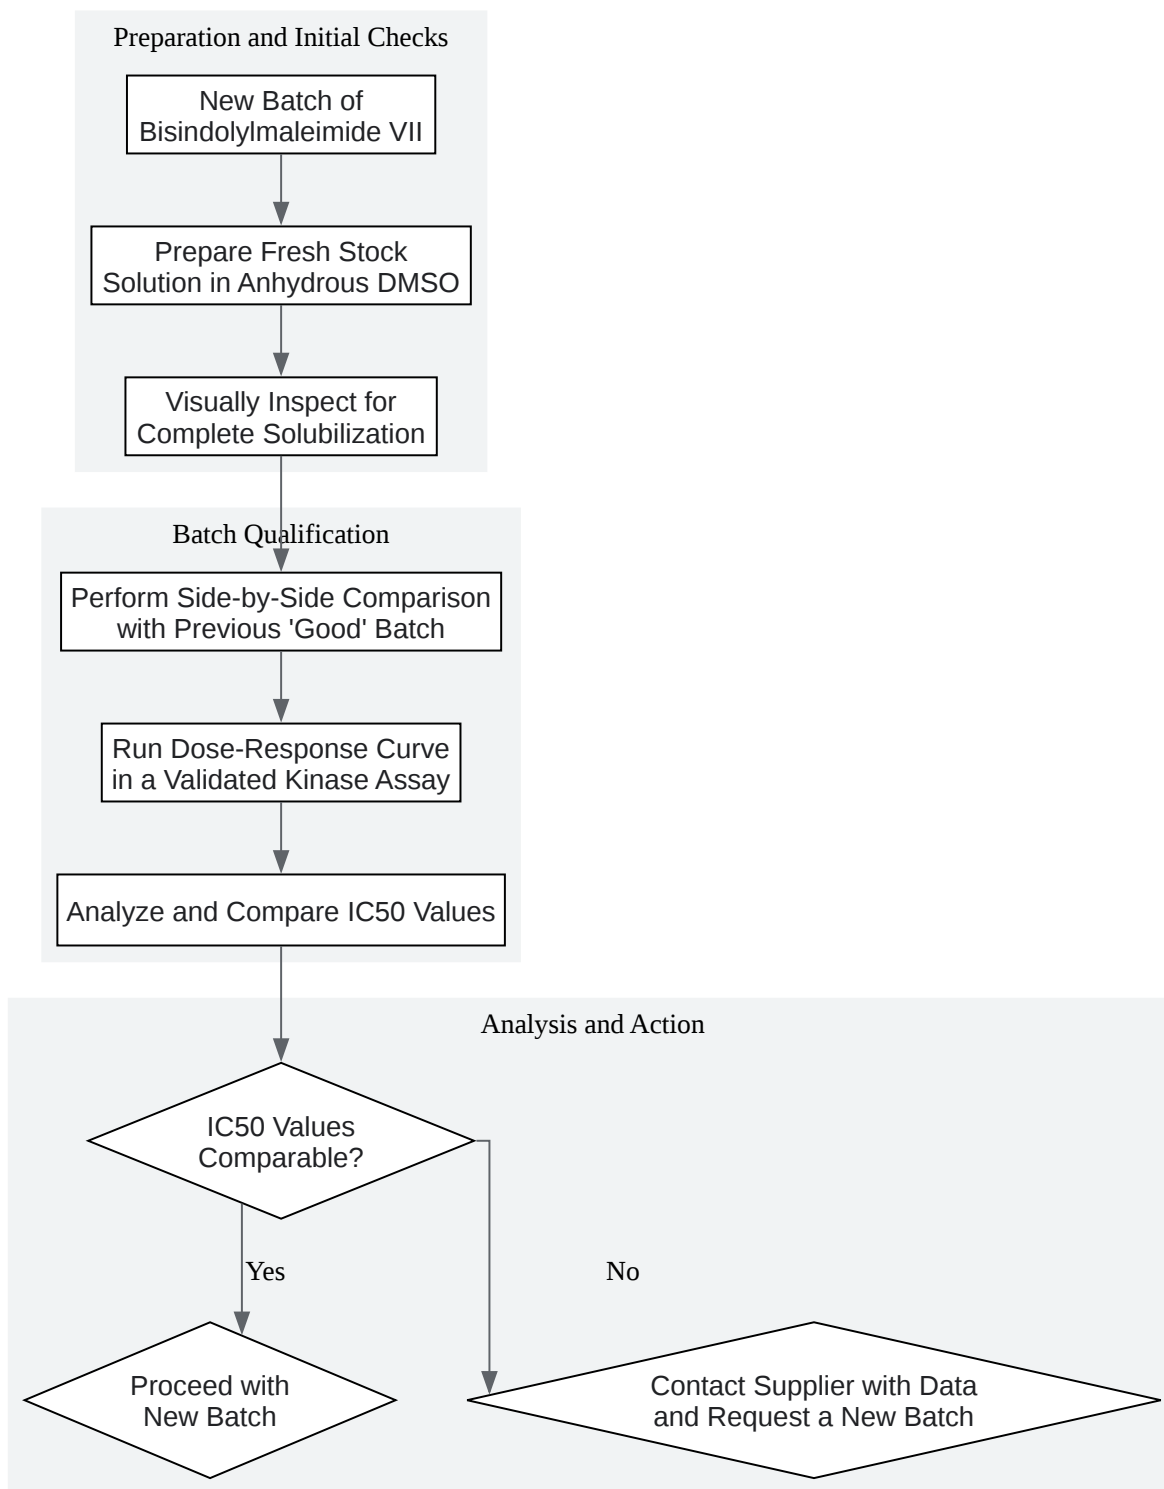 Preparation and Initial Checks
New Batch of
Bisindolylmaleimide VII
Prepare Fresh Stock
Solution in Anhydrous DMSO
Visually Inspect for
Complete Solubilization
Batch Qualification
Perform Side-by-Side Comparison
with Previous 'Good' Batch
Run Dose-Response Curve
in a Validated Kinase Assay
Analyze and Compare IC50 Values
Analysis and Action
IC50 Values
Comparable?
Yes
No
Proceed with
New Batch
Contact Supplier with Data
and Request a New Batch